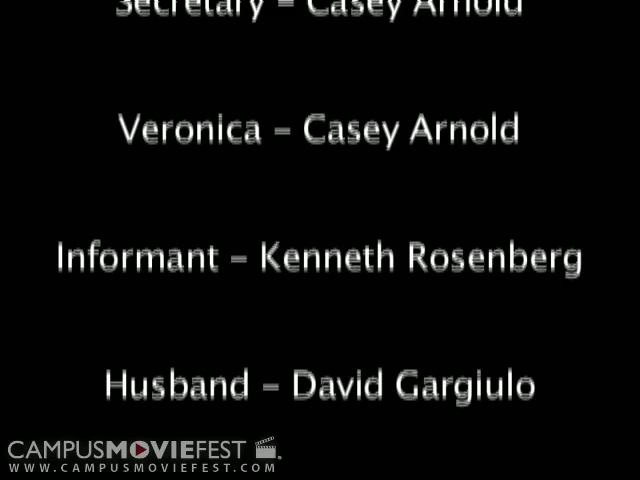 Secretary - Casey Arnold
Veronica - Casey Arnold
Informant - Kenneth Rosenberg
Husband - David Gargiulo
CAMPUSMOVIEFEST
WWW.CAMPUSMOVIEFEST.COM